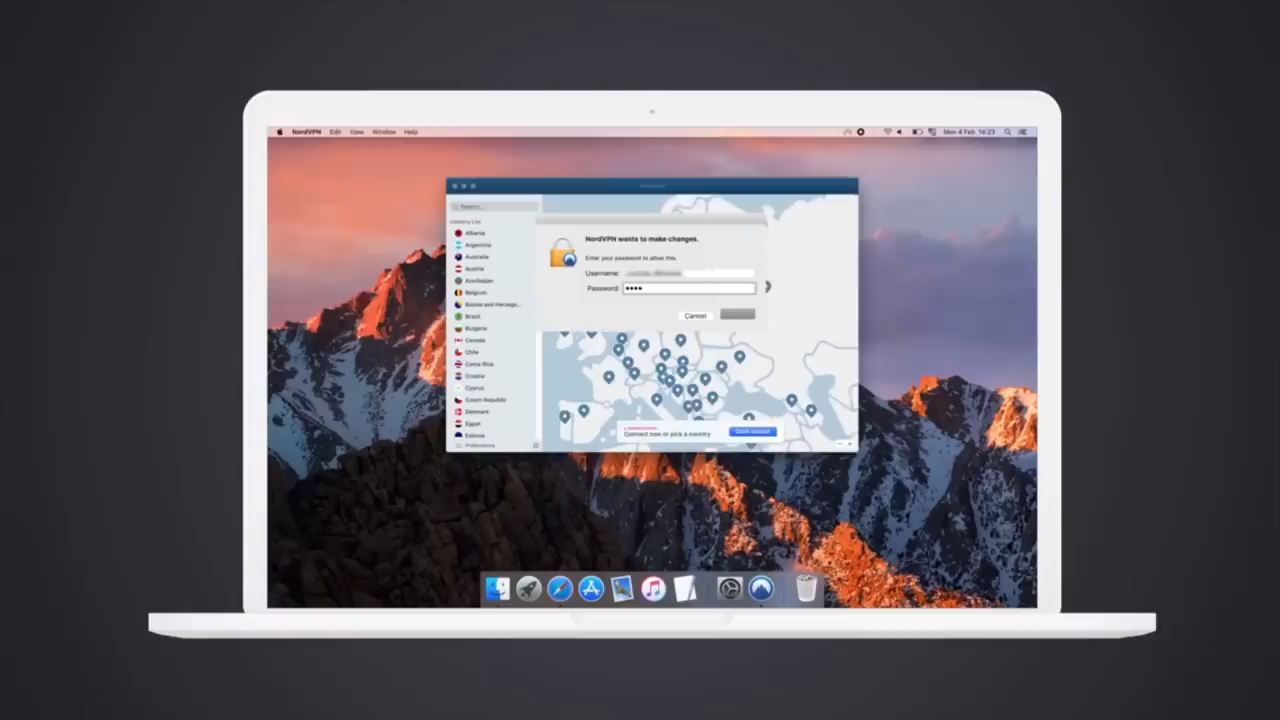 NordVPN Edit View Window Help
Mon 4 Feb 14:23
Search...
Country List
Albania
Argentina
Australia
Austria
Azerbaijan
Belgium
Bosnia and Herzego...
Brazil
Bulgaria
Canada
Chile
Costa Rica
Croatia
Cyprus
Czech Republic
Denmark
Egypt
Estonia
Preferences
NordVPN wants to make changes.
Enter your password to allow this.
Username:
Password: ••••
Cancel
Connect now or pick a country
Quick connect